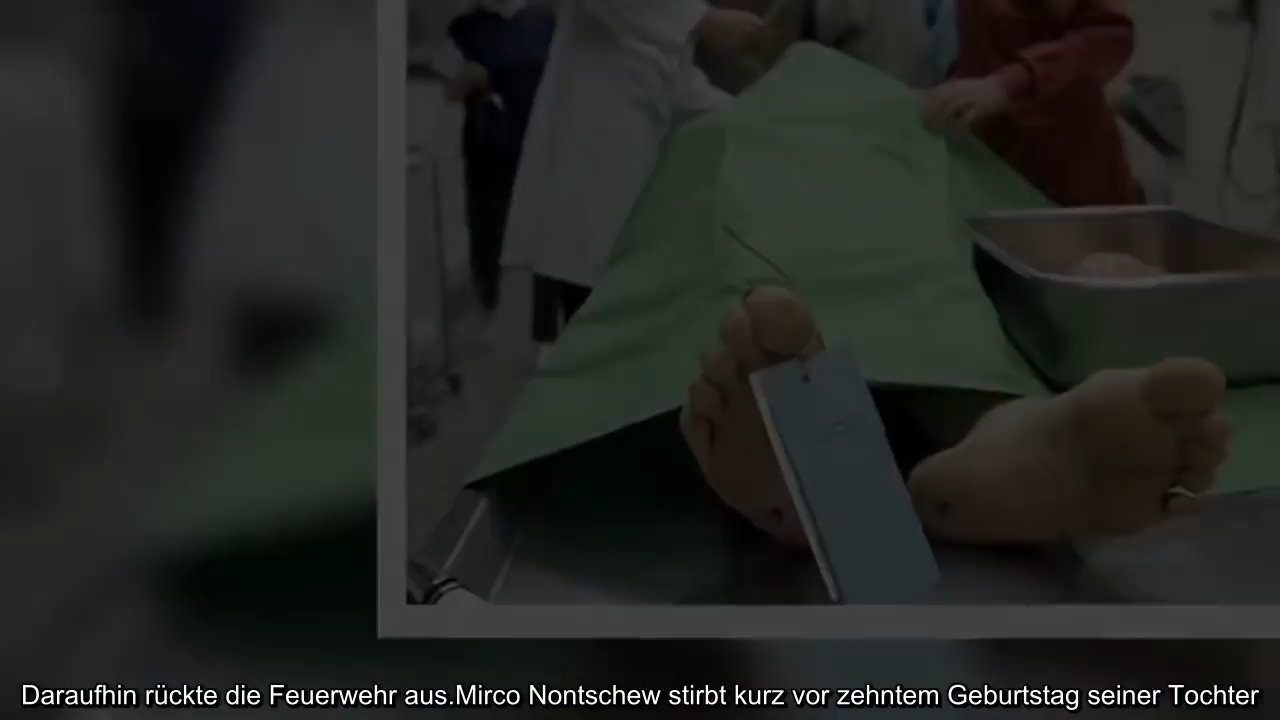 Daraufhin rückte die Feuerwehr aus.Mirco Nontschew stirbt kurz vor zehntem Geburtstag seiner Tochter